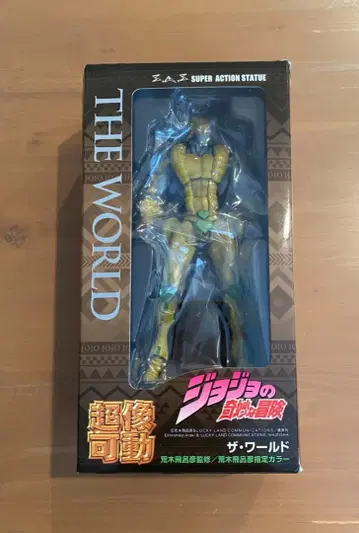 SUPER ACTION STATUE
THE WORLD
JOJO JOJO JOJO
超像
可動
ジョジョの
奇妙な冒険
ザ・ワールド
荒木飛呂彦監修/荒木飛呂彦指定カラー